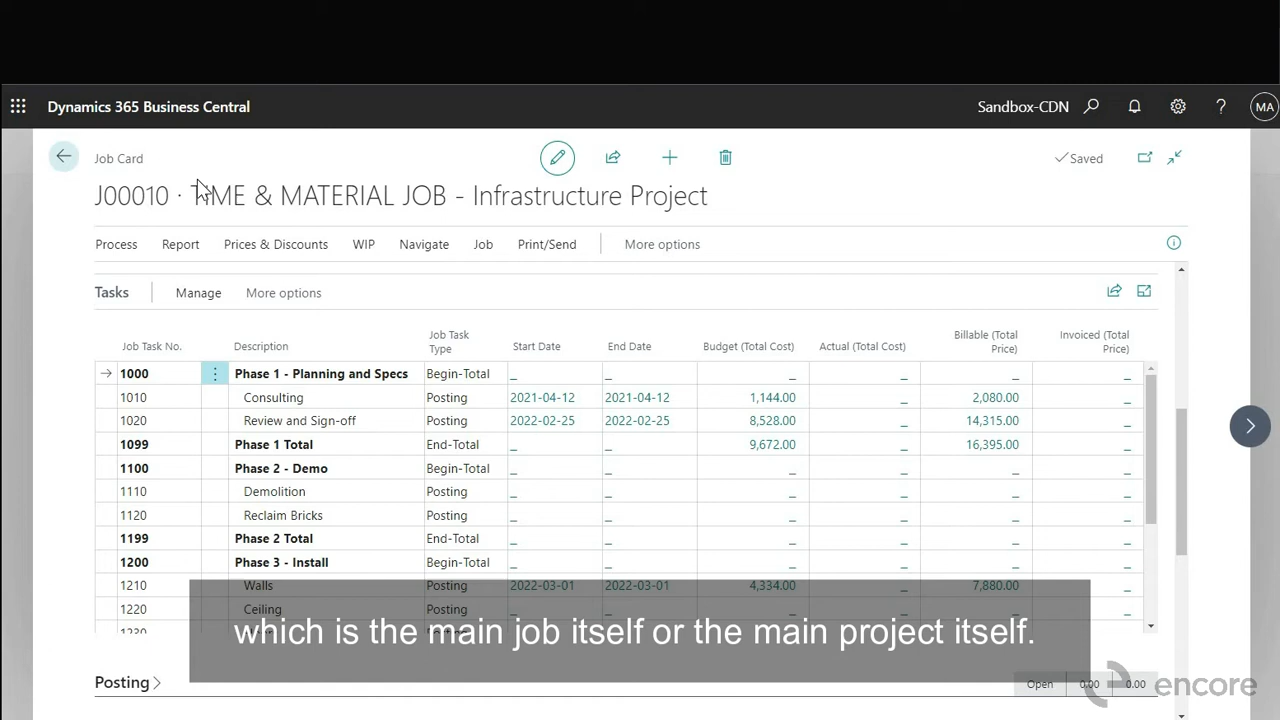 Dynamics 365 Business Central
Sandbox-CDN
?
MA
Job Card
Saved
J00010 · TIME & MATERIAL JOB - Infrastructure Project
Process Report Prices & Discounts WIP Navigate Job Print/Send More options
Tasks Manage More options
Job Task No. Description Job Task Type Start Date End Date Budget (Total Cost) Actual (Total Cost) Billable (Total Price) Invoiced (Total Price)
1000 Phase 1 - Planning and Specs Begin-Total _ _ _ _ _ _
1010 Consulting Posting 2021-04-12 2021-04-12 1,144.00 _ 2,080.00 _
1020 Review and Sign-off Posting 2022-02-25 2022-02-25 8,528.00 _ 14,315.00 _
1099 Phase 1 Total End-Total _ _ 9,672.00 _ 16,395.00 _
1100 Phase 2 - Demo Begin-Total _ _ _ _ _ _
1110 Demolition Posting _ _ _ _ _ _
1120 Reclaim Bricks Posting _ _ _ _ _ _
1199 Phase 2 Total End-Total _ _ _ _ _ _
1200 Phase 3 - Install Begin-Total _ _ _ _ _ _
1210 Walls Posting 2022-03-01 2022-03-01 4,334.00 _ 7,880.00 _
1220 Ceiling
which is the main job itself or the main project itself.
Posting
Open 0.00 0.00
encore